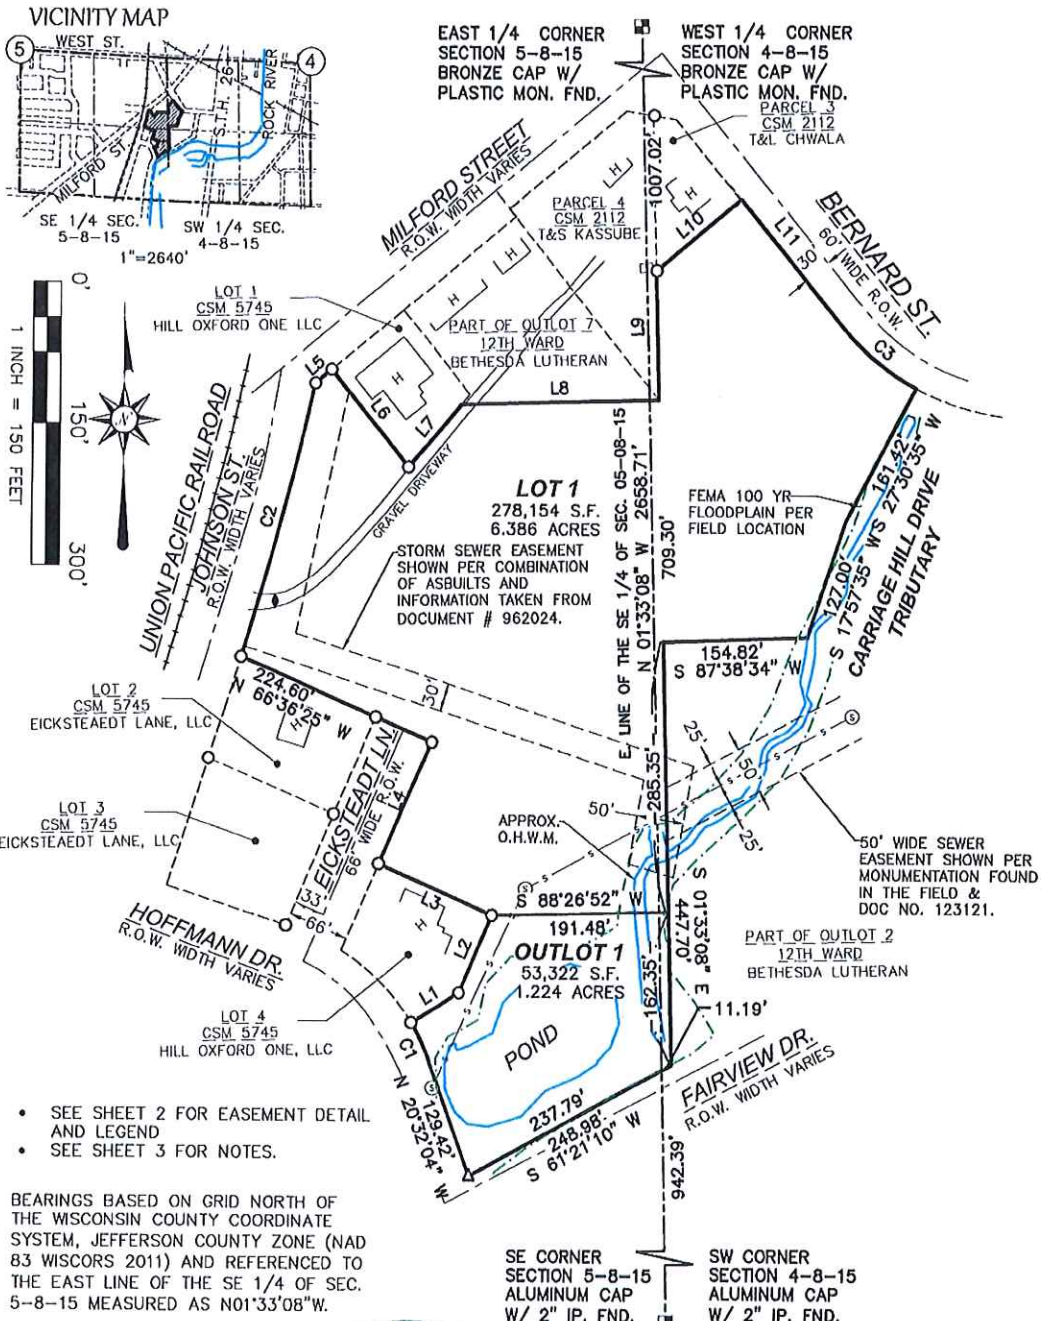 VICINITY MAP
5
4
WEST ST.
S.T.H. 26
ROCK RIVER
MILFORD ST.
SE 1/4 SEC.
5-8-15
SW 1/4 SEC.
4-8-15
1"=2640'
EAST 1/4 CORNER
SECTION 5-8-15
BRONZE CAP W/
PLASTIC MON. FND.
WEST 1/4 CORNER
SECTION 4-8-15
BRONZE CAP W/
PLASTIC MON. FND.
PARCEL 3
CSM 2112
T&L CHWALA
1007.02'
MILFORD STREET
R.O.W. WIDTH VARIES
PARCEL 4
CSM 2112
T&S KASSUBE
H
H
H
H
H
L10
L11
30
BERNARD ST.
60' WIDE R.O.W.
C3
L9
0'
150'
300'
1 INCH = 150 FEET
N
LOT 1
CSM 5745
HILL OXFORD ONE LLC
PART OF OUTLOT 7
12TH WARD
BETHESDA LUTHERAN
L5
L6
H
L7
L8
UNION PACIFIC RAILROAD
JOHNSON ST.
R.O.W. WIDTH VARIES
C2
GRAVEL DRIVEWAY
LOT 1
278,154 S.F.
6.386 ACRES
STORM SEWER EASEMENT
SHOWN PER COMBINATION
OF ASBUILTS AND
INFORMATION TAKEN FROM
DOCUMENT # 962024.
E. LINE OF THE SE 1/4 OF SEC. 05-08-15
N 01°33'08" W 2658.71'
709.30'
FEMA 100 YR
FLOODPLAIN PER
FIELD LOCATION
161.42'
S 27°30'35" W
127.00'
S 17°57'35" W
CARRIAGE HILL DRIVE
TRIBUTARY
154.82'
S 87°38'34" W
224.60'
N 66°36'25" W
30'
LOT 2
CSM 5745
EICKSTEAEDT LANE, LLC
H
LOT 3
CSM 5745
EICKSTEAEDT LANE, LLC
EICKSTEADT LN.
66' WIDE R.O.W.
L4
33'
66'
285.35'
25'
50'
25'
50'
S
S
S
APPROX.
O.H.W.M.
50' WIDE SEWER
EASEMENT SHOWN PER
MONUMENTATION FOUND
IN THE FIELD &
DOC NO. 123121.
HOFFMANN DR.
R.O.W. WIDTH VARIES
L3
H
L2
L1
C1
S 88°26'52" W
191.48'
OUTLOT 1
53,322 S.F.
1.224 ACRES
162.35'
S 01°33'08" E
447.70'
PART OF OUTLOT 2
12TH WARD
BETHESDA LUTHERAN
11.19'
LOT 4
CSM 5745
HILL OXFORD ONE, LLC
POND
129.42'
N 20°32'04" W
237.79'
248.98'
S 61°21'10" W
FAIRVIEW DR.
R.O.W. WIDTH VARIES
942.39'
• SEE SHEET 2 FOR EASEMENT DETAIL
AND LEGEND
• SEE SHEET 3 FOR NOTES.
BEARINGS BASED ON GRID NORTH OF
THE WISCONSIN COUNTY COORDINATE
SYSTEM, JEFFERSON COUNTY ZONE (NAD
83 WISCORS 2011) AND REFERENCED TO
THE EAST LINE OF THE SE 1/4 OF SEC.
5-8-15 MEASURED AS N01°33'08"W.
SE CORNER
SECTION 5-8-15
ALUMINUM CAP
W/ 2" IP. FND.
SW CORNER
SECTION 4-8-15
ALUMINUM CAP
W/ 2" IP. FND.